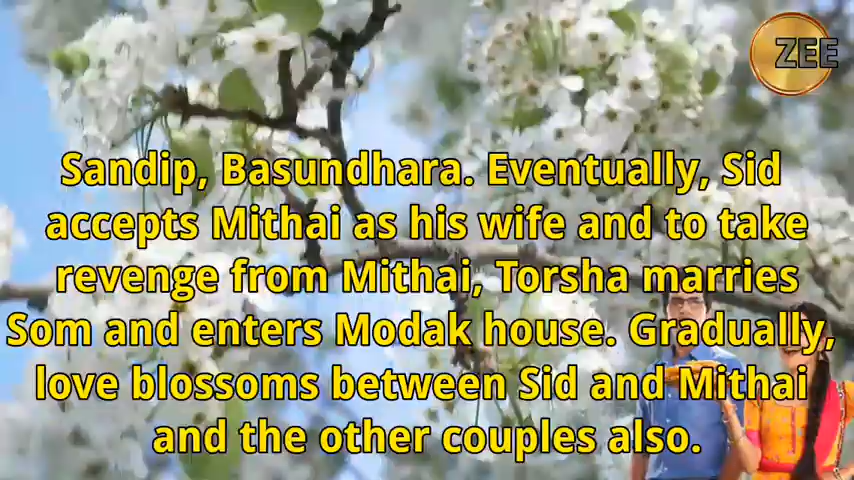 ZEE
Sandip, Basundhara. Eventually, Sid
accepts Mithai as his wife and to take
revenge from Mithai, Torsha marries
Som and enters Modak house. Gradually,
love blossoms between Sid and Mithai
and the other couples also.